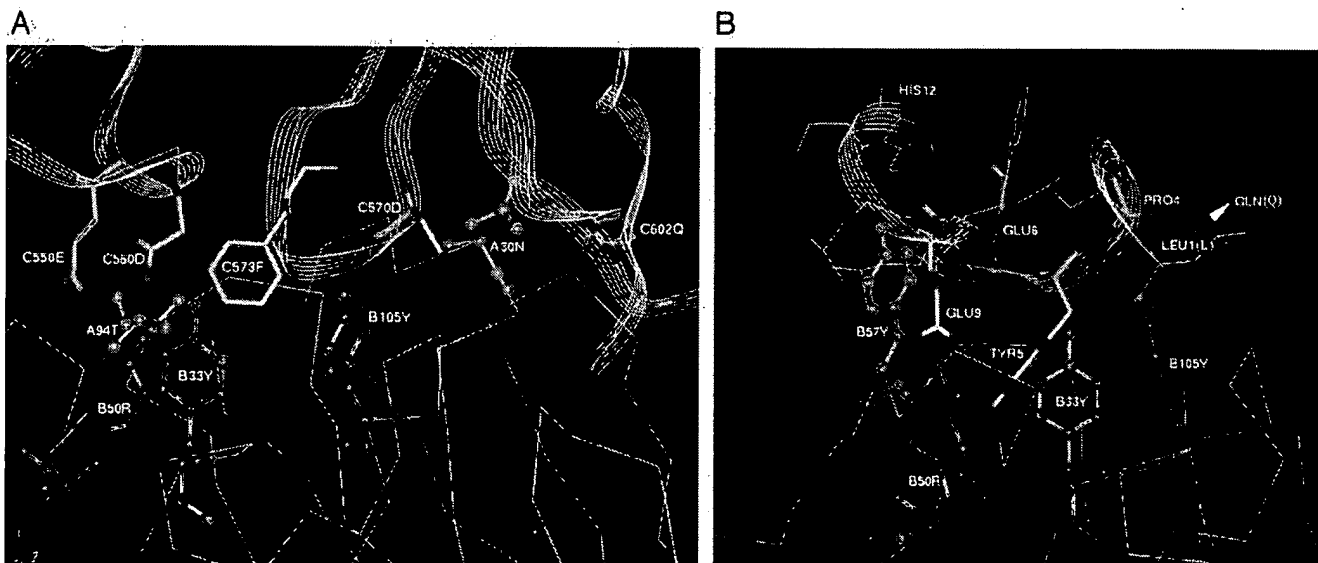 A
C550E
C560D
C573F
C570D
A30N
C602Q
A94T
B33Y
B50R
B105Y
B
HIS12
PRO4
GLN(Q)
GLU6
LEU1(L)
B57Y
GLU9
TYR5
B33Y
B105Y
B50R